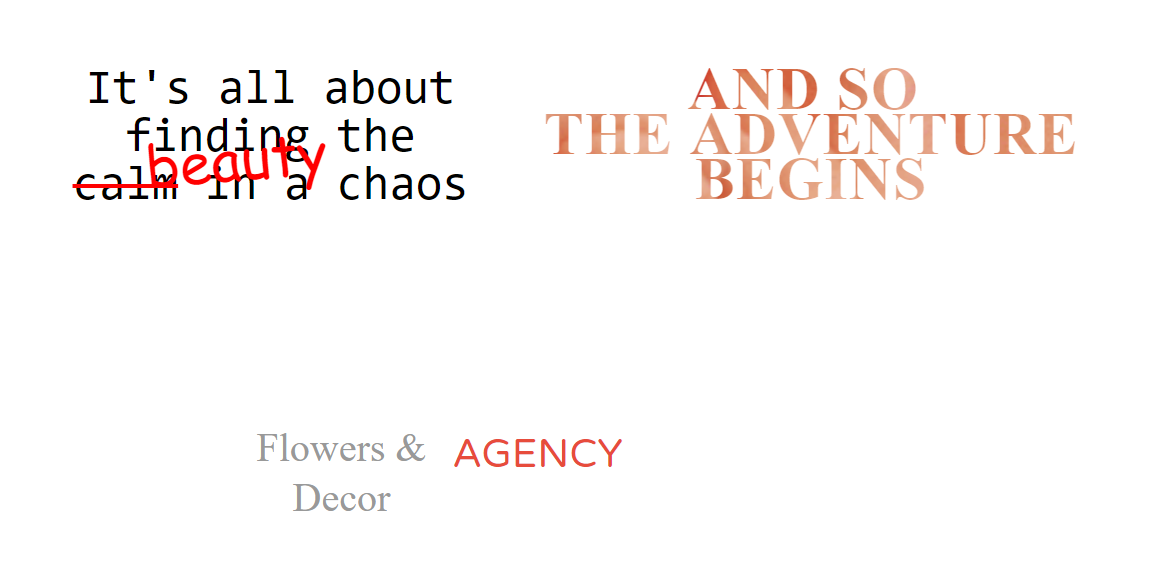 It's all about
finding the
beauty
calm in a chaos
AND SO
THE ADVENTURE
BEGINS
Flowers &
Decor
AGENCY